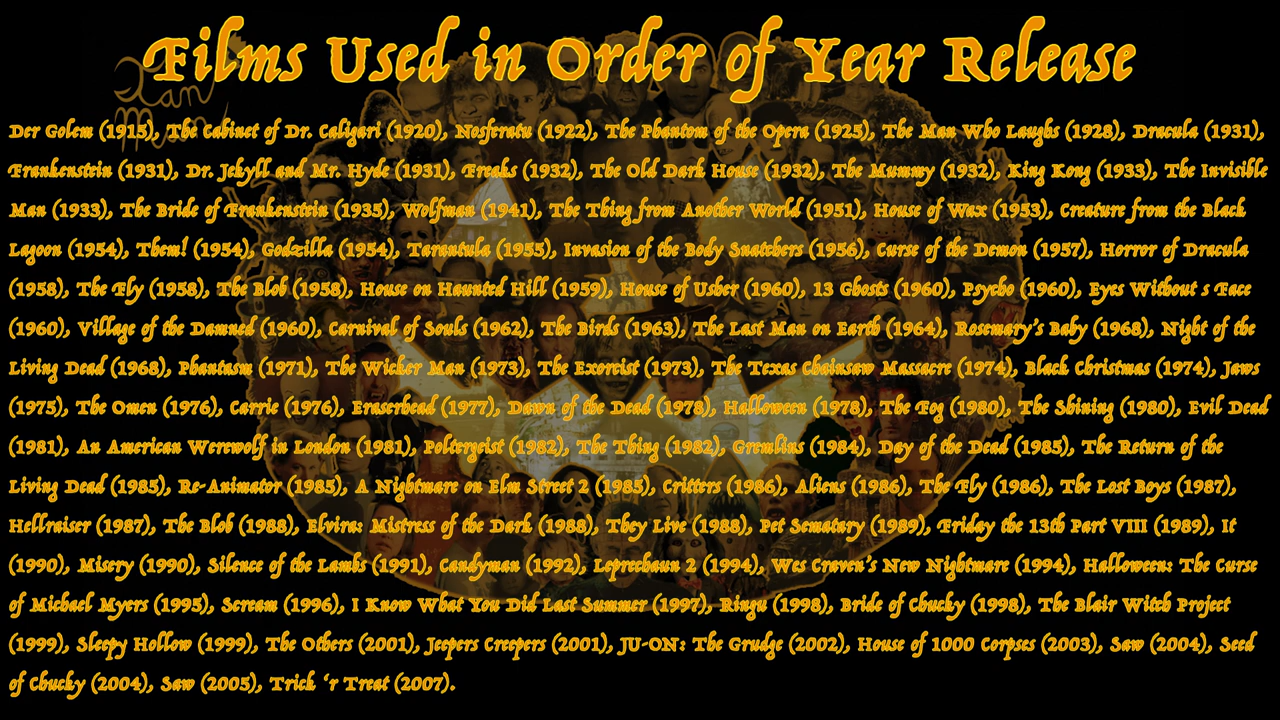 Films Used in Order of Year Release
Xan
Der Golem (1915), The Cabinet of Dr. Caligari (1920), Nosferatu (1922), The Phantom of the Opera (1925), The Man Who Laughs (1928), Dracula (1931),
Frankenstein (1931), Dr. Jekyll and Mr. Hyde (1931), Freaks (1932), The Old Dark House (1932), The Mummy (1932), King Kong (1933), The Invisible
Man (1933), The Bride of Frankenstein (1935), Wolfman (1941), The Thing from Another World (1951), House of Wax (1953), Creature from the Black
Lagoon (1954), Them! (1954), Godzilla (1954), Tarantula (1955), Invasion of the Body Snatchers (1956), Curse of the Demon (1957), Horror of Dracula
(1958), The Fly (1958), The Blob (1958), House on Haunted Hill (1959), House of Usher (1960), 13 Ghosts (1960), Psycho (1960), Eyes Without s Face
(1960), Village of the Damned (1960), Carnival of Souls (1962), The Birds (1963), The Last Man on Earth (1964), Rosemary's Baby (1968), Night of the
Living Dead (1968), Phantasm (1971), The Wicker Man (1973), The Exorcist (1973), The Texas Chainsaw Massacre (1974), Black Christmas (1974), Jaws
(1975), The Omen (1976), Carrie (1976), Eraserhead (1977), Dawn of the Dead (1978), Halloween (1978), The Fog (1980), The Shining (1980), Evil Dead
(1981), An American Werewolf in London (1981), Poltergeist (1982), The Thing (1982), Gremlins (1984), Day of the Dead (1985), The Return of the
Living Dead (1985), Re-Animator (1985), A Nightmare on Elm Street 2 (1985), Critters (1986), Aliens (1986), The Fly (1986), The Lost Boys (1987),
Hellraiser (1987), The Blob (1988), Elvira: Mistress of the Dark (1988), They Live (1988), Pet Sematary (1989), Friday the 13th Part VIII (1989), It
(1990), Misery (1990), Silence of the Lambs (1991), Candyman (1992), Leprechaun 2 (1994), Wes Craven's New Nightmare (1994), Halloween: The Curse
of Michael Myers (1995), Scream (1996), I Know What You Did Last Summer (1997), Ringu (1998), Bride of Chucky (1998), The Blair Witch Project
(1999), Sleepy Hollow (1999), The Others (2001), Jeepers Creepers (2001), JU-ON: The Grudge (2002), House of 1000 Corpses (2003), Saw (2004), Seed
of Chucky (2004), Saw (2005), Trick 'r Treat (2007).